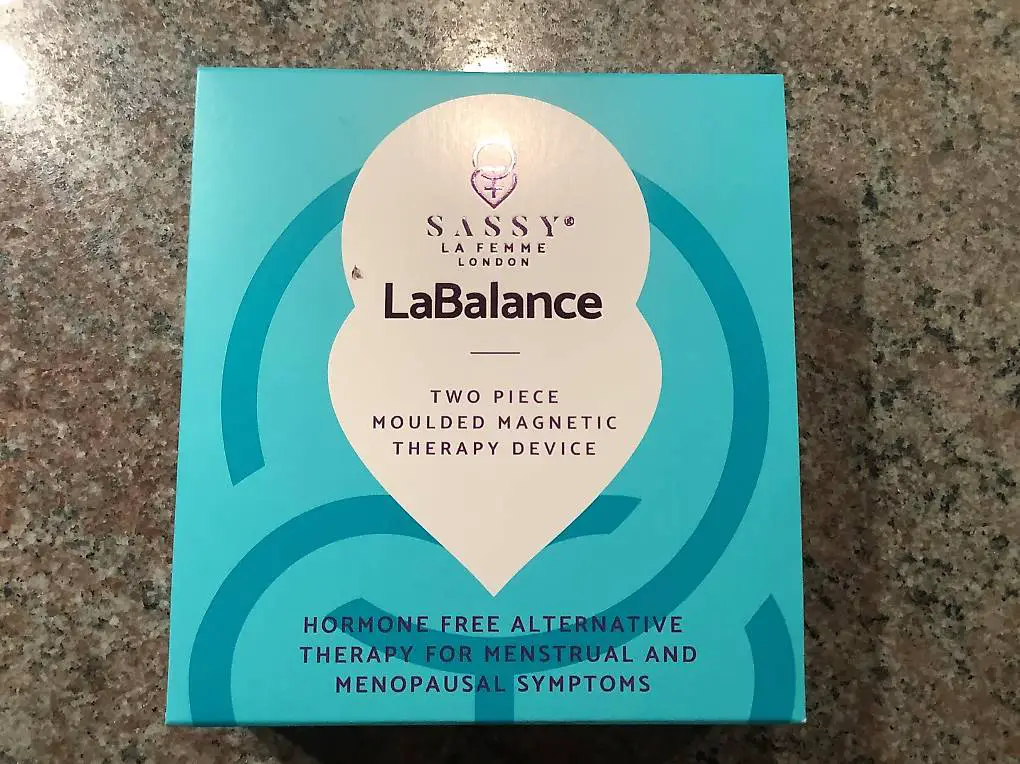 SASSY®
LA FEMME
LONDON
LaBalance
TWO PIECE
MOULDED MAGNETIC
THERAPY DEVICE
HORMONE FREE ALTERNATIVE
THERAPY FOR MENSTRUAL AND
MENOPAUSAL SYMPTOMS